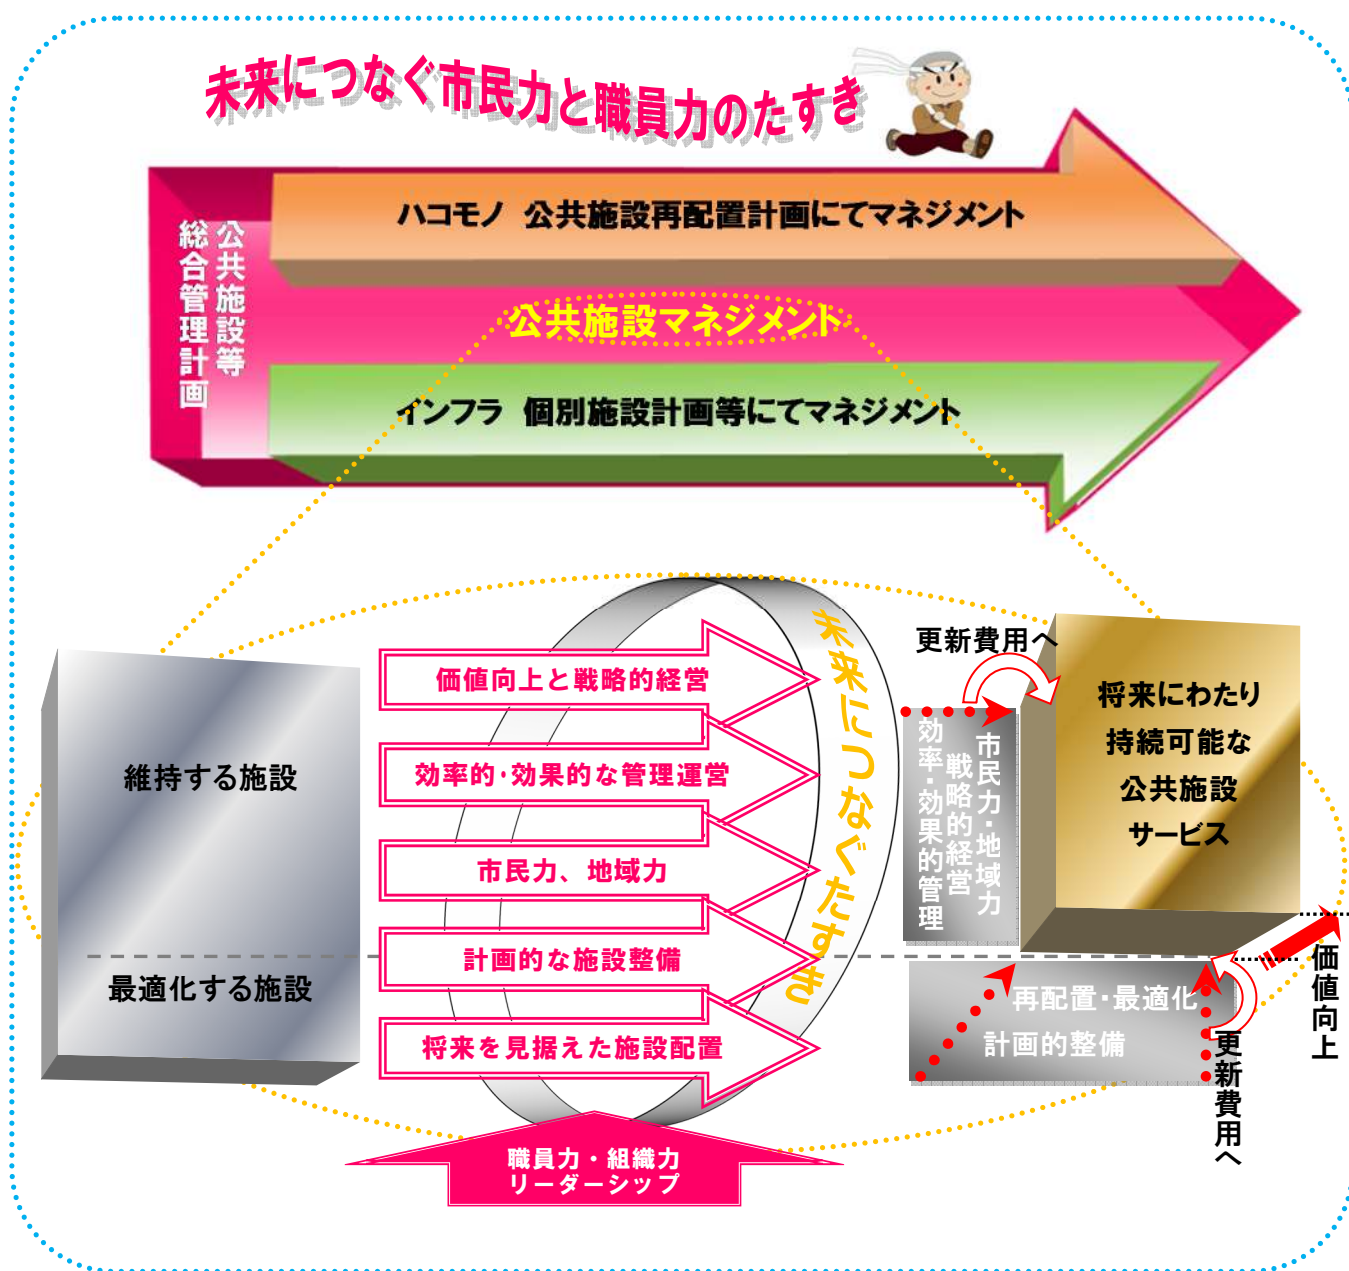 未来につなぐ市民力と職員力のたすき
公共施設等
総合管理計画
ハコモノ 公共施設再配置計画にてマネジメント
公共施設マネジメント
インフラ 個別施設計画等にてマネジメント
維持する施設
最適化する施設
価値向上と戦略的経営
効率的・効果的な管理運営
市民力、地域力
計画的な施設整備
将来を見据えた施設配置
未来につなぐたすき
職員力・組織力
リーダーシップ
更新費用へ
市民力・地域力
戦略的経営
効率・効果的管理
将来にわたり
持続可能な
公共施設
サービス
再配置・最適化
計画的整備
更新費用へ
価値向上